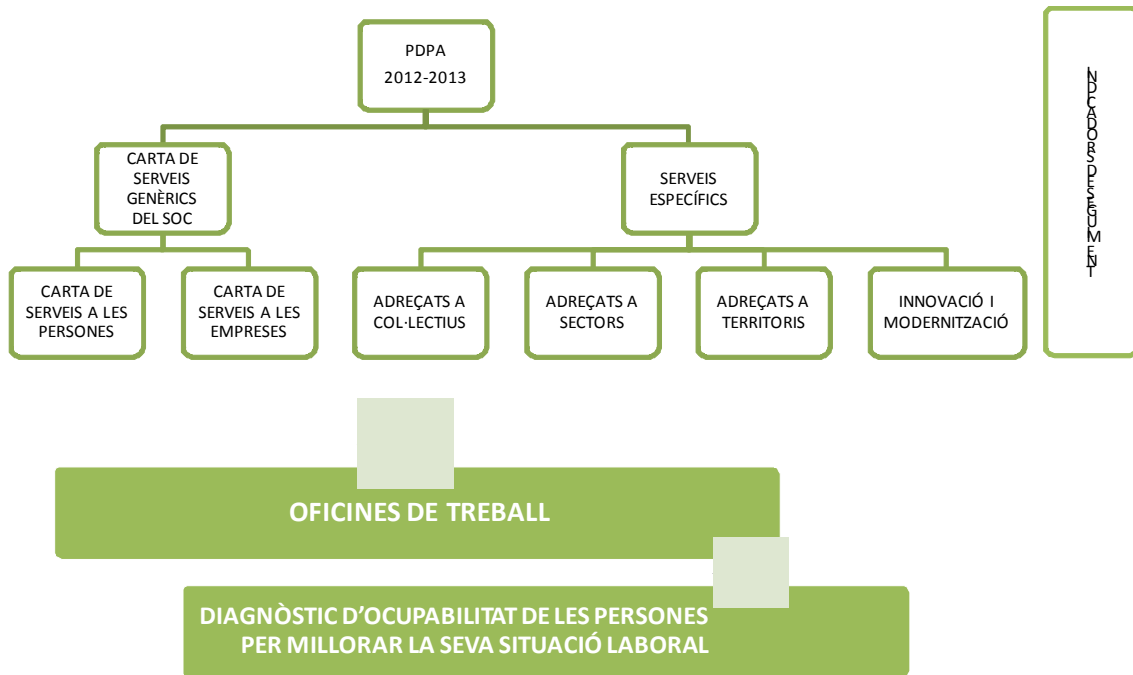 PDPA
2012-2013
CARTA DE
SERVEIS
GENÈRICS
DEL SOC
SERVEIS
ESPECÍFICS
CARTA DE
SERVEIS A LES
PERSONES
CARTA DE
SERVEIS A LES
EMPRESES
ADREÇATS A
COL·LECTIUS
ADREÇATS A
SECTORS
ADREÇATS A
TERRITORIS
INNOVACIÓ I
MODERNITZACIÓ
INDICADORS DE SEGUIMENT
OFICINES DE TREBALL
DIAGNÒSTIC D'OCUPABILITAT DE LES PERSONES
PER MILLORAR LA SEVA SITUACIÓ LABORAL